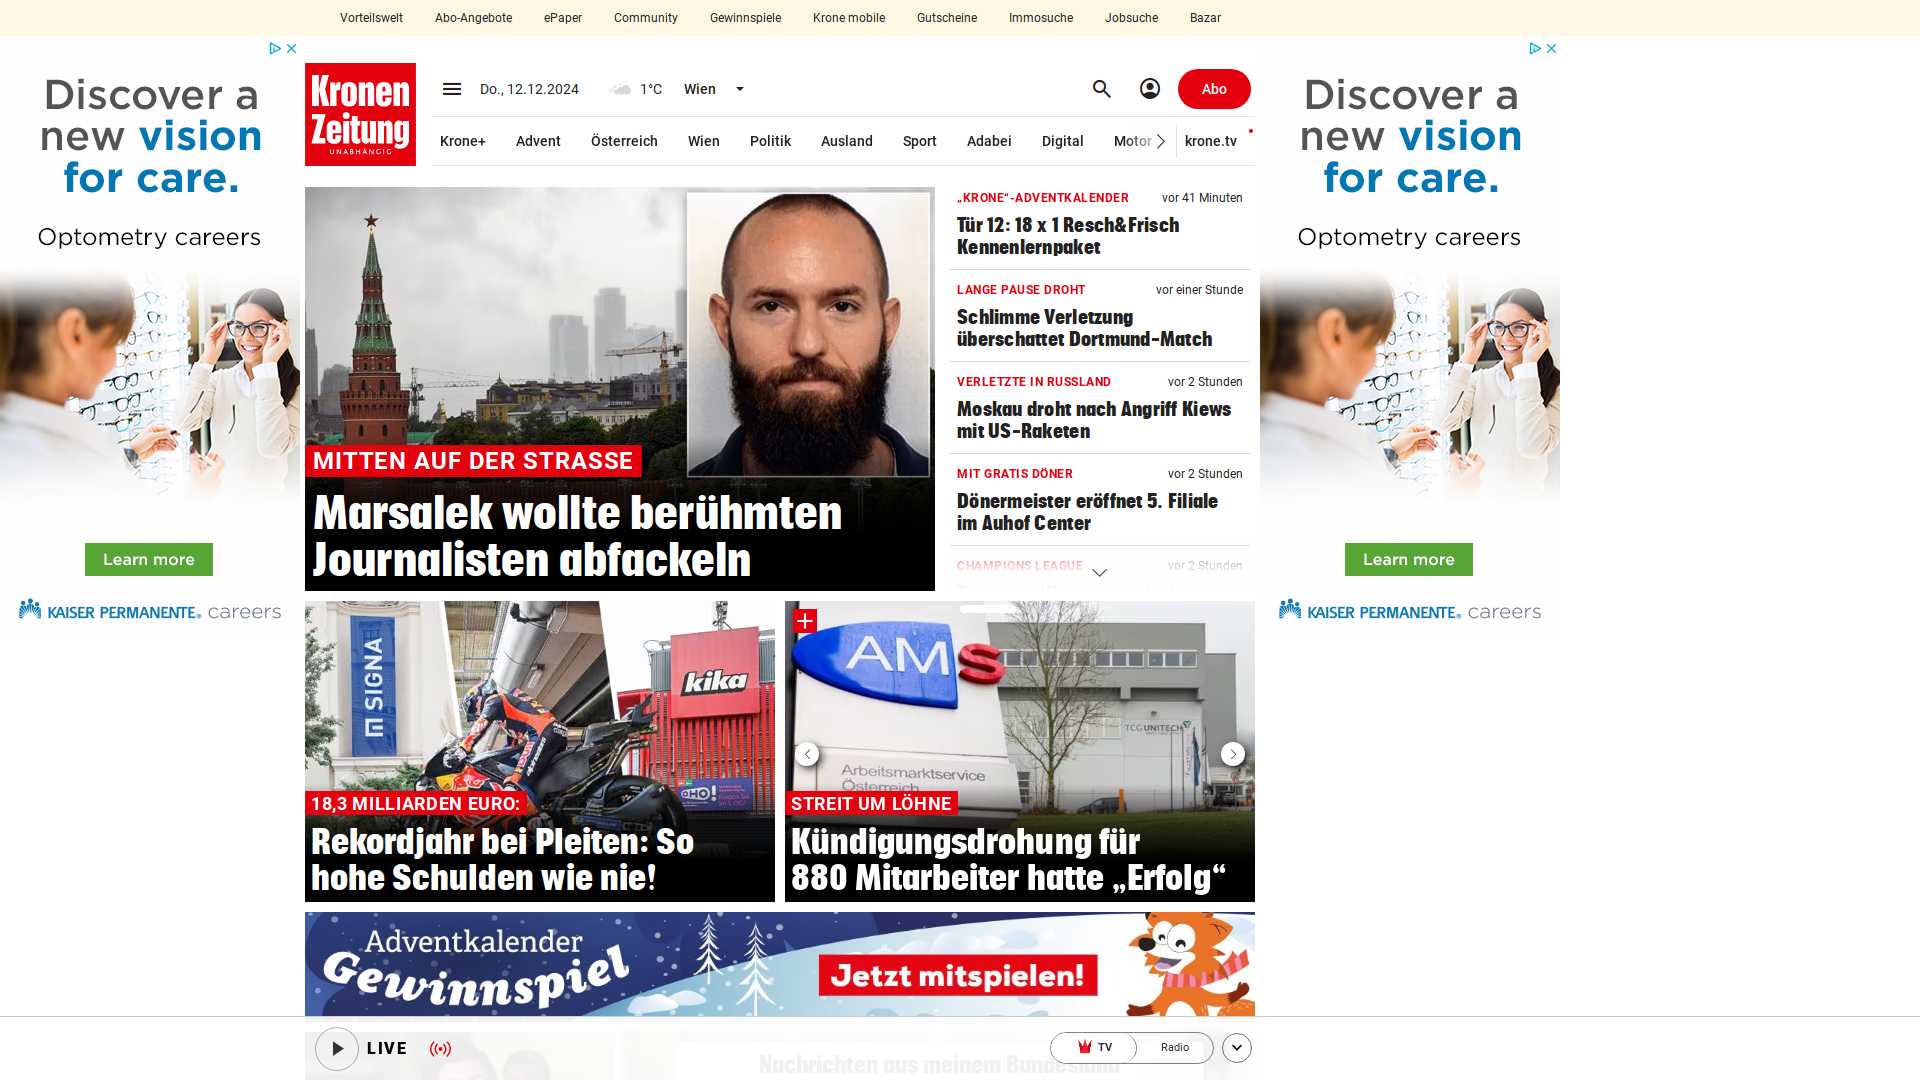 Vorteilswelt Abo-Angebote ePaper Community Gewinnspiele Krone mobile Gutscheine Immosuche Jobsuche Bazar
Discover a
new vision
for care.
Optometry careers
Learn more
KAISER PERMANENTE® careers
Kronen
Zeitung
UNABHÄNGIG
Do., 12.12.2024 1°C Wien
Abo
Krone+ Advent Österreich Wien Politik Ausland Sport Adabei Digital Motor krone.tv
MITTEN AUF DER STRASSE
Marsalek wollte berühmten
Journalisten abfackeln
„KRONE“-ADVENTKALENDER vor 41 Minuten
Tür 12: 18 x 1 Resch&Frisch
Kennenlernpaket
LANGE PAUSE DROHT vor einer Stunde
Schlimme Verletzung
überschattet Dortmund-Match
VERLETZTE IN RUSSLAND vor 2 Stunden
Moskau droht nach Angriff Kiews
mit US-Raketen
MIT GRATIS DÖNER vor 2 Stunden
Dönermeister eröffnet 5. Filiale
im Auhof Center
CHAMPIONS LEAGUE vor 2 Stunden
Discover a
new vision
for care.
Optometry careers
Learn more
KAISER PERMANENTE® careers
SIGNA
kika
OHO!
18,3 MILLIARDEN EURO:
Rekordjahr bei Pleiten: So
hohe Schulden wie nie!
AMS
TCG UNITECH
Arbeitsmarktservice
Österreich
STREIT UM LÖHNE
Kündigungsdrohung für
880 Mitarbeiter hatte „Erfolg“
Adventkalender
Gewinnspiel
Jetzt mitspielen!
LIVE
TV Radio
Nachrichten aus meinem Bundesland